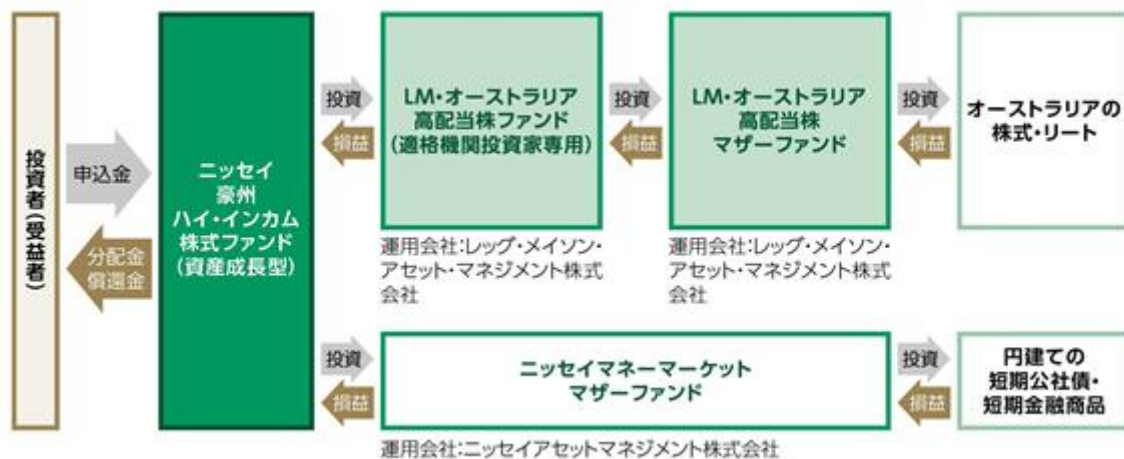 投資者(受益者)
申込金
分配金
償還金
ニッセイ
豪州
ハイ・インカム
株式ファンド
(資産成長型)
投資
損益
LM・オーストラリア
高配当株ファンド
(適格機関投資家専用)
運用会社:レッグ・メイソン・
アセット・マネジメント株式
会社
投資
損益
LM・オーストラリア
高配当株
マザーファンド
運用会社:レッグ・メイソン・
アセット・マネジメント株式
会社
投資
損益
オーストラリアの
株式・リート
投資
損益
ニッセイマネーマーケット
マザーファンド
運用会社:ニッセイアセットマネジメント株式会社
投資
損益
円建ての
短期公社債・
短期金融商品